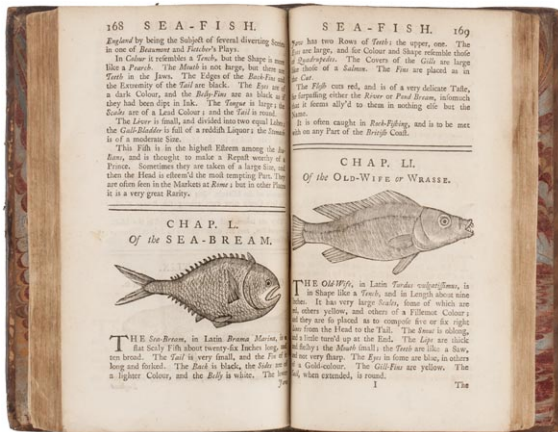 168 SEA-FISH.
England by being the Subject of several diverting Scenes
in one of Beaumont and Fletcher's Plays.
In Colour it resembles a Tench, but the Shape is more
like a Pearch. The Mouth is not large, but there are
Teeth in the Jaws. The Edges of the Back-Fins and
the Extremity of the Tail are black. The Eyes are of
a dark Colour, and the Belly-Fins are as black as if
they had been dipt in Ink. The Tongue is large; the
Scales are of a Lead Colour; and the Tail is round.
The Liver is small, and divided into two equal Lobes;
the Gall-Bladder is full of a reddish Liquor; the Stomach
is of a moderate Size.
This Fish is in the highest Esteem among the
and is thought to make a Repast worthy of a
Prince. Sometimes they are taken of a large Size, and
then the Head is esteem'd the most tempting Part. They
are often seen in the Markets at Rome; but in other Places
it is a very great Rarity.
CHAP. L.
Of the SEA-BREAM.
THE Sea-Bream, in Latin Brama Marina, is a
flat Scaly Fish about twenty-six Inches long, and
ten broad. The Tail is very small, and the Fin of it
long and forked. The Back is black, the Sides are of
a lighter Colour, and the Belly is white. The lower
Jaw
SEA-FISH. 169
Jaw has two Rows of Teeth; the upper, one. The
Eyes are large, and for Colour and Shape resemble those
of Quadrupedes. The Covers of the Gills are large
like those of a Salmon. The Fins are placed as in
the Carp.
The Flesh cuts red, and is of a very delicate Taste,
far surpassing either the River or Pond Bream, insomuch
that it seems ally'd to them in nothing else but the
Name.
It is often caught in Rock-Fishing, and is to be met
with on any Part of the British Coast.
CHAP. LI.
Of the OLD-WIFE or WRASSE.
THE Old-Wife, in Latin Turdus vulgatissimus, is
in Shape like a Tench, and in Length about nine
Inches. It has very large Scales, some of which are
red, others yellow, and others of a Fillemot Colour;
and they are so placed as to compose five or six right
Lines from the Head to the Tail. The Snout is oblong,
and a little turn'd up at the End. The Lips are thick
and fleshy; the Mouth small; the Teeth are like a Saw,
and not very sharp. The Eyes in some are blue, in others
of a Gold-colour. The Gill-Fins are yellow. The
Tail, when extended, is round.
I The